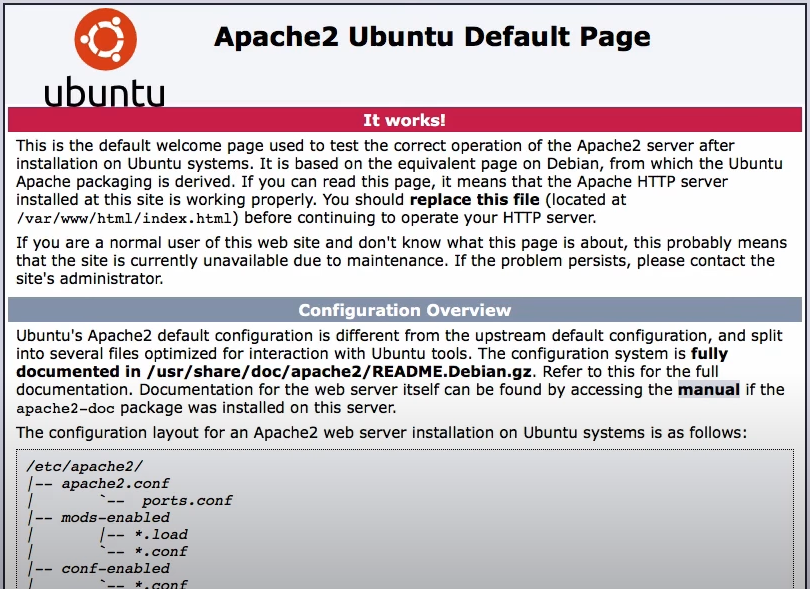 ubuntu
Apache2 Ubuntu Default Page
It works!
This is the default welcome page used to test the correct operation of the Apache2 server after
installation on Ubuntu systems. It is based on the equivalent page on Debian, from which the Ubuntu
Apache packaging is derived. If you can read this page, it means that the Apache HTTP server
installed at this site is working properly. You should replace this file (located at
/var/www/html/index.html) before continuing to operate your HTTP server.
If you are a normal user of this web site and don't know what this page is about, this probably means
that the site is currently unavailable due to maintenance. If the problem persists, please contact the
site's administrator.
Configuration Overview
Ubuntu's Apache2 default configuration is different from the upstream default configuration, and split
into several files optimized for interaction with Ubuntu tools. The configuration system is fully
documented in /usr/share/doc/apache2/README.Debian.gz. Refer to this for the full
documentation. Documentation for the web server itself can be found by accessing the manual if the
apache2-doc package was installed on this server.
The configuration layout for an Apache2 web server installation on Ubuntu systems is as follows:
/etc/apache2/
|-- apache2.conf
|       `--  ports.conf
|-- mods-enabled
|       |-- *.load
|       `-- *.conf
|-- conf-enabled
|       `-- *.conf